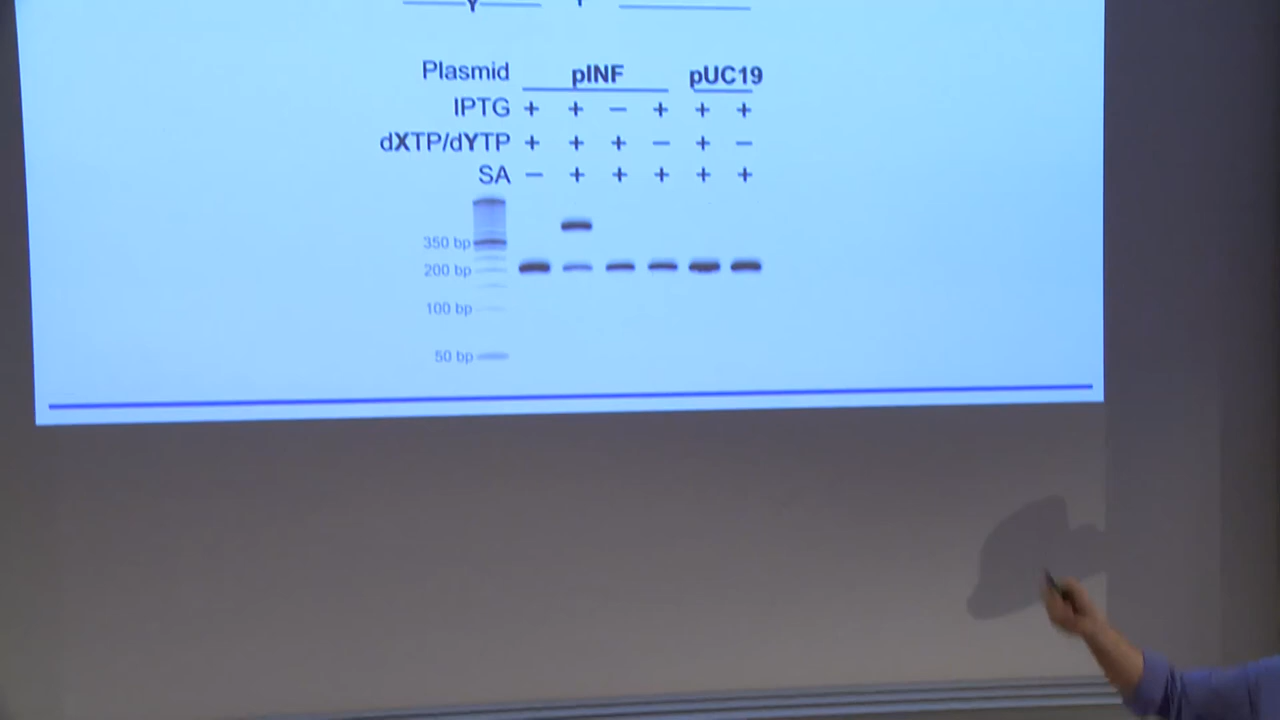 Y
Plasmid pINF pUC19
IPTG + + − + + +
dXTP/dYTP + + + − + −
SA − + + + + +
350 bp
200 bp
100 bp
50 bp